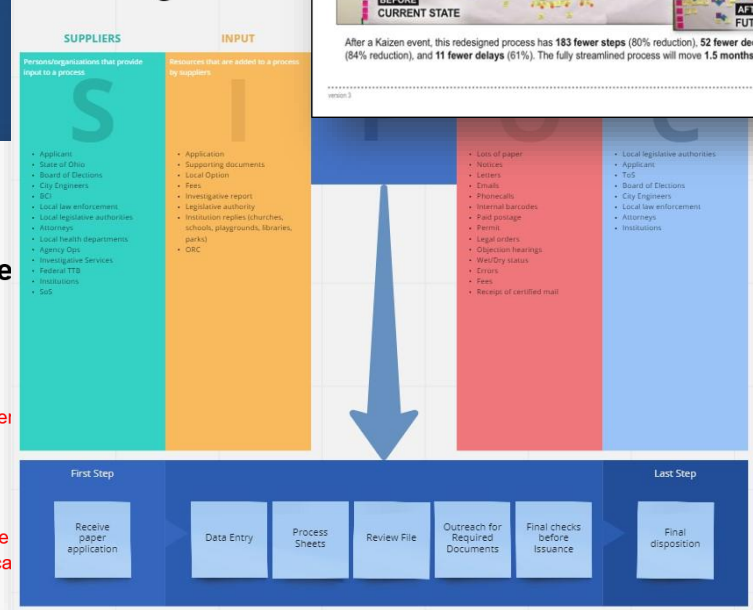 BEFORE
CURRENT STATE
After a Kaizen event, this redesigned process has 183 fewer steps (80% reduction), 52 fewer
(84% reduction), and 11 fewer delays (61%). The fully streamlined process will move 1.5 months
version 3
SUPPLIERS
Persons/organizations that provide
input to a process
S
• Applicant
• State of Ohio
• Board of Elections
• City Engineers
• BCI
• Local law enforcement
• Local legislative authorities
• Attorneys
• Local health departments
• Agency Ops
• Investigative Services
• Federal TTB
• Institutions
• SoS
INPUT
Resources that are added to a process
by suppliers
I
• Application
• Supporting documents
• Local Option
• Fees
• Investigative report
• Legislative authority
• Institution replies (churches,
schools, playgrounds, libraries,
parks)
• ORC
• Lots of paper
• Notices
• Letters
• Emails
• Phonecalls
• Internal barcodes
• Paid postage
• Permit
• Legal orders
• Objection hearings
• Wet/Dry status
• Errors
• Fees
• Receips of certified mail
• Local legislative authorities
• Applicant
• ToS
• Board of Elections
• City Engineers
• Local law enforcement
• Attorneys
• Institutions
First Step
Last Step
Receive
paper
application
Data Entry
Process
Sheets
Review File
Outreach for
Required
Documents
Final checks
before
Issuance
Final
disposition